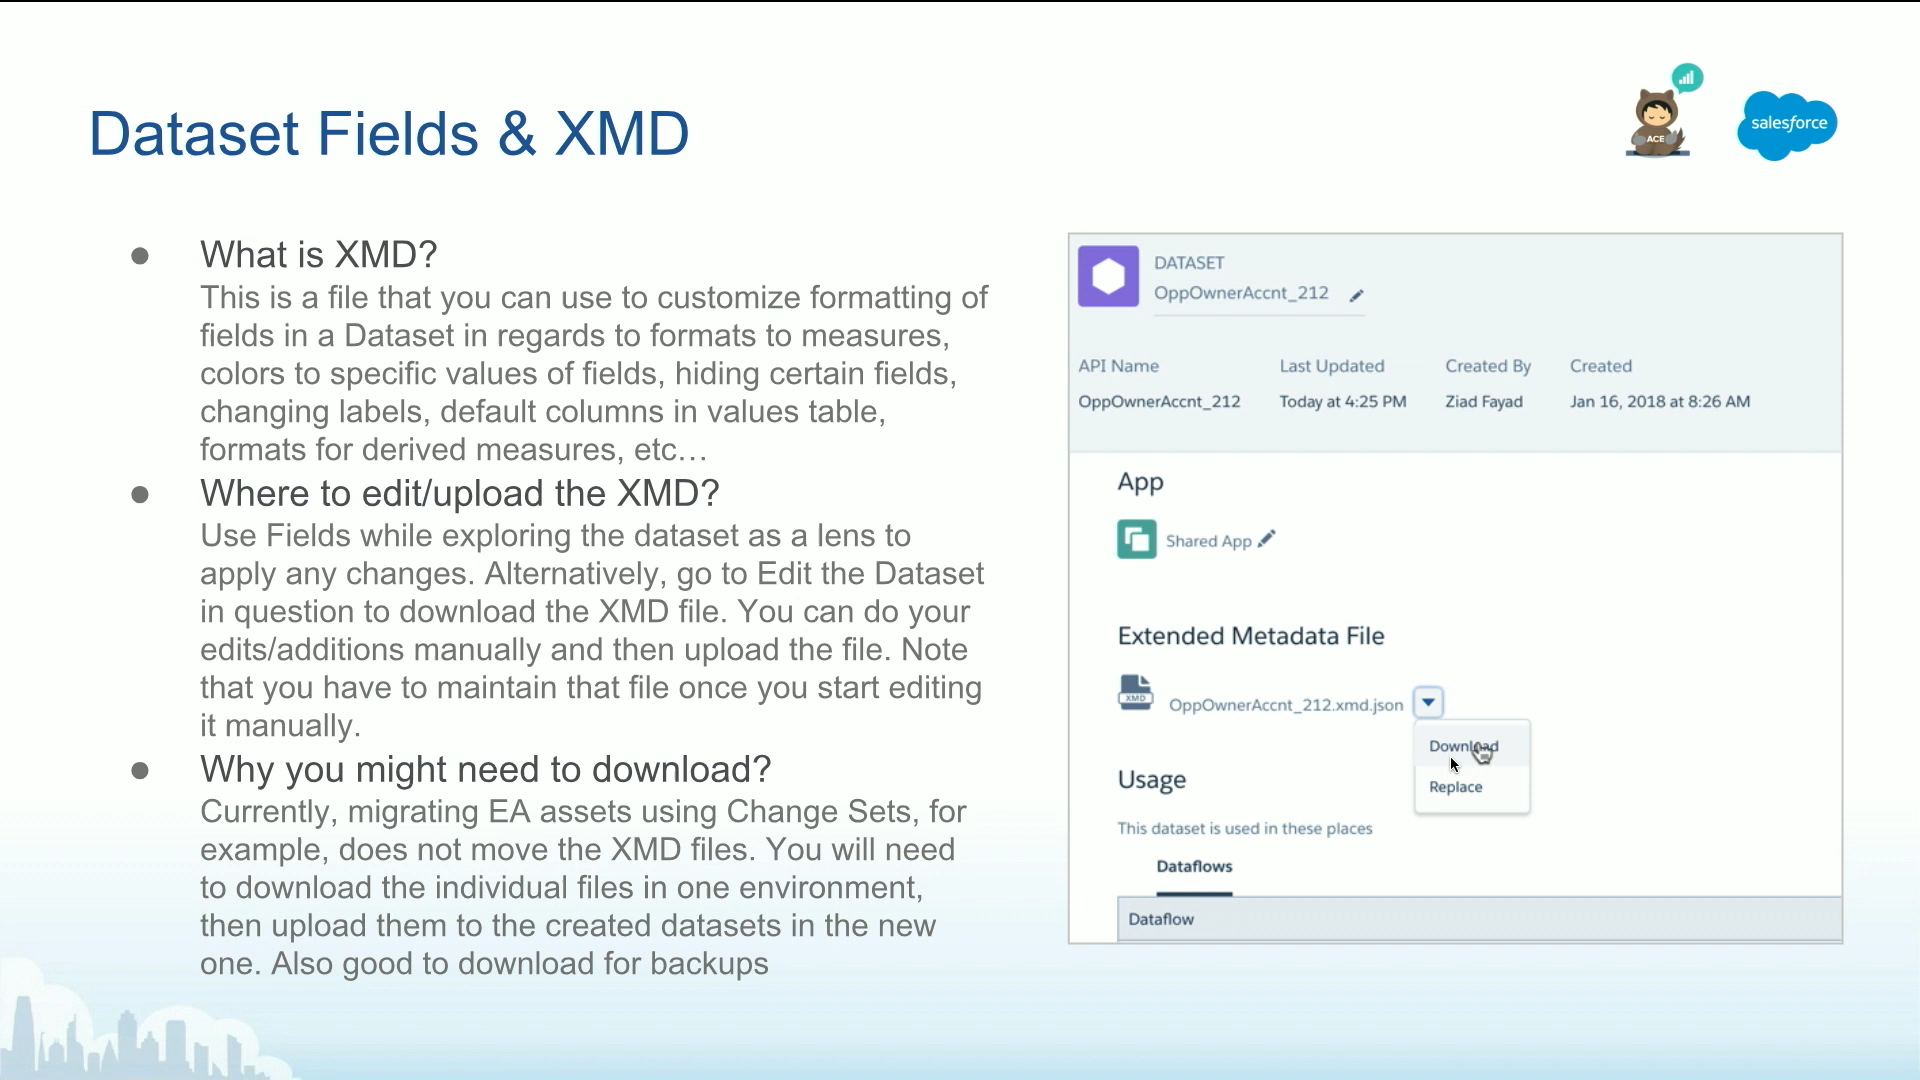 Dataset Fields & XMD
ACE
salesforce
● What is XMD?
This is a file that you can use to customize formatting of
fields in a Dataset in regards to formats to measures,
colors to specific values of fields, hiding certain fields,
changing labels, default columns in values table,
formats for derived measures, etc…
● Where to edit/upload the XMD?
Use Fields while exploring the dataset as a lens to
apply any changes. Alternatively, go to Edit the Dataset
in question to download the XMD file. You can do your
edits/additions manually and then upload the file. Note
that you have to maintain that file once you start editing
it manually.
● Why you might need to download?
Currently, migrating EA assets using Change Sets, for
example, does not move the XMD files. You will need
to download the individual files in one environment,
then upload them to the created datasets in the new
one. Also good to download for backups
DATASET
OppOwnerAccnt_212
API Name Last Updated Created By Created
OppOwnerAccnt_212 Today at 4:25 PM Ziad Fayad Jan 16, 2018 at 8:26 AM
App
Shared App
Extended Metadata File
XMD
OppOwnerAccnt_212.xmd.json
Download
Replace
Usage
This dataset is used in these places
Dataflows
Dataflow